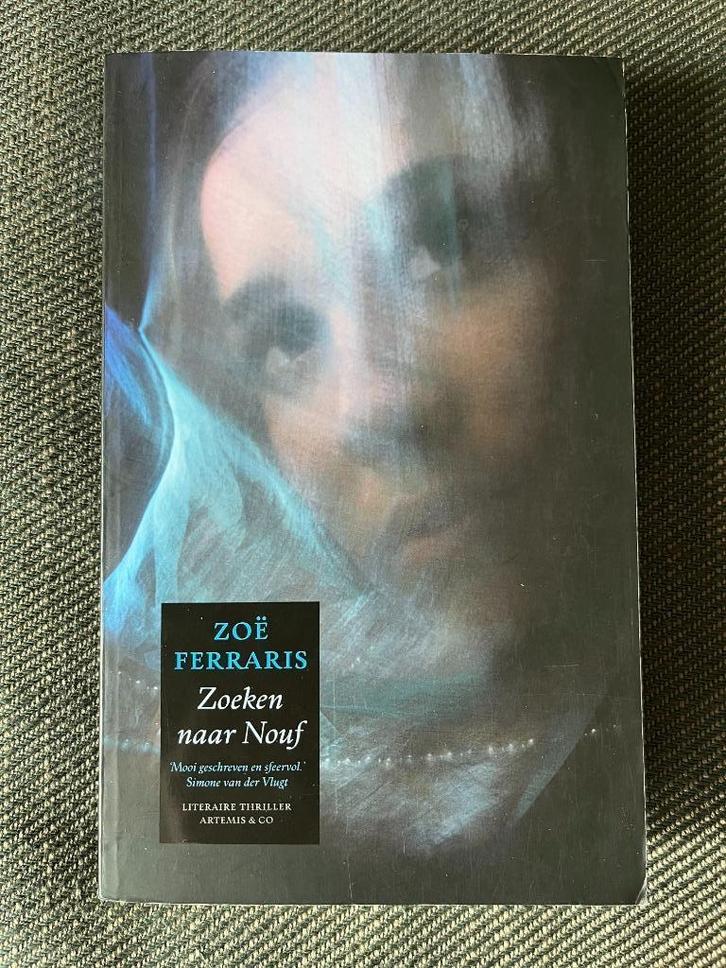 ZOË
FERRARIS
Zoeken
naar Nouf
'Mooi geschreven en sfeervol.'
Simone van der Vlugt
LITERAIRE THRILLER
ARTEMIS & CO